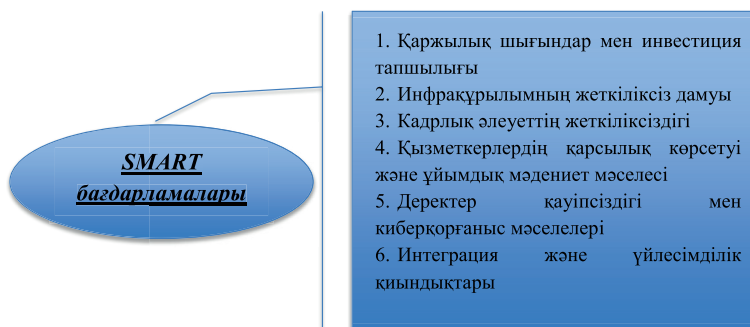 SMART
бағдарламалары
1. Қаржылық шығындар мен инвестиция
тапшылығы
2. Инфрақұрылымның жеткіліксіз дамуы
3. Кадрлық әлеуеттің жеткіліксіздігі
4. Қызметкерлердің қарсылық көрсетуі
және ұйымдық мәдениет мәселесі
5. Деректер қауіпсіздігі мен
киберқорғаныс мәселелері
6. Интеграция және үйлесімділік
қиындықтары